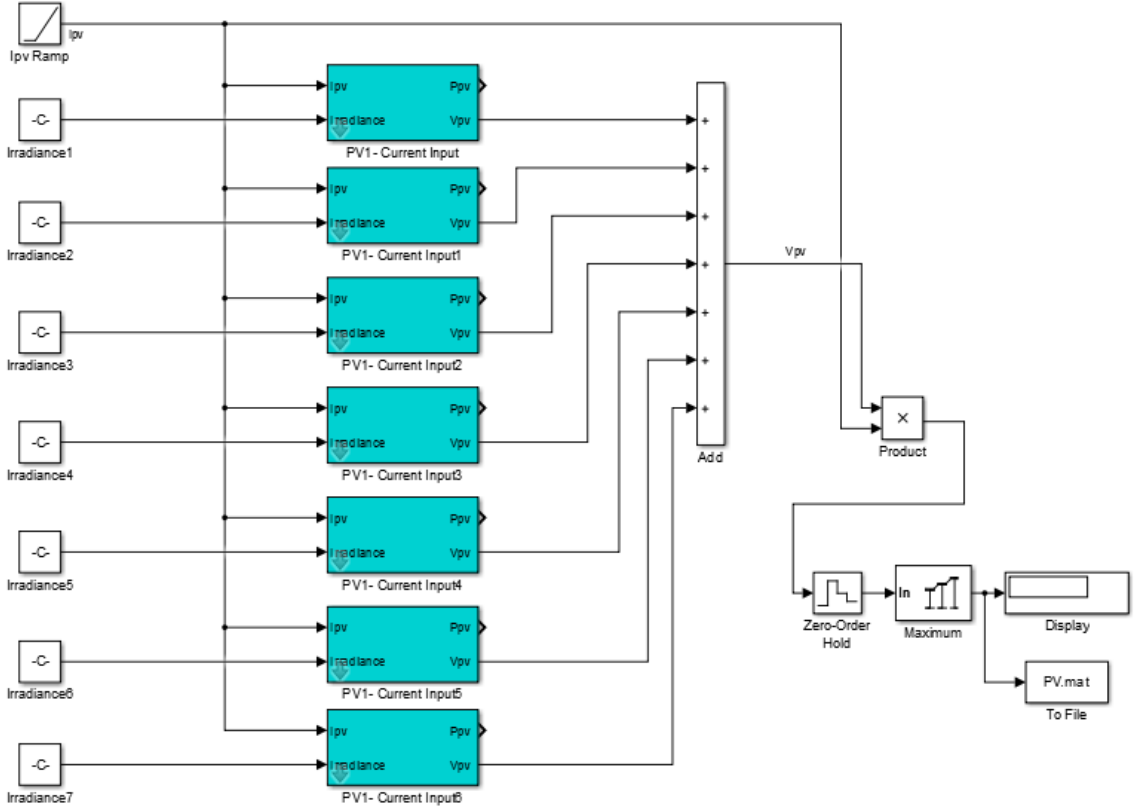 Ipv
Ipv Ramp
Ipv Ppv
-C- Irradiance Vpv +
Irradiance1 PV1- Current Input
+
Ipv Ppv
-C- Irradiance Vpv +
Irradiance2 PV1- Current Input1
Vpv
+
Ipv Ppv
+
-C- Irradiance Vpv
Irradiance3 PV1- Current Input2
+
Ipv Ppv +
×
-C- Irradiance Vpv
Add Product
Irradiance4 PV1- Current Input3
Ipv Ppv
-C- Irradiance Vpv
Irradiance5 PV1- Current Input4
In
Zero-Order
Hold
Maximum Display
Ipv Ppv
-C- Irradiance Vpv
PV.mat
Irradiance6 PV1- Current Input5
To File
Ipv Ppv
-C- Irradiance Vpv
Irradiance7 PV1- Current Input6